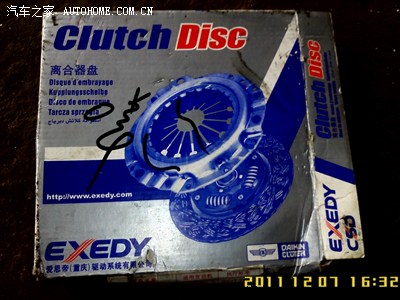 汽车之家 AUTOHOME.COM.CN
Clutch Disc
离合器盘
Disque d'embrayage
Kupplungsscheibe
Disco de embrague
Tarcza sprzęgła
http://www.exedy.com
EXEDY
爱思帝(重庆)驱动系统有限公司
DAIKIN
CLUTCH
Clutch Disc
EXEDY
2011 12 07 16:32